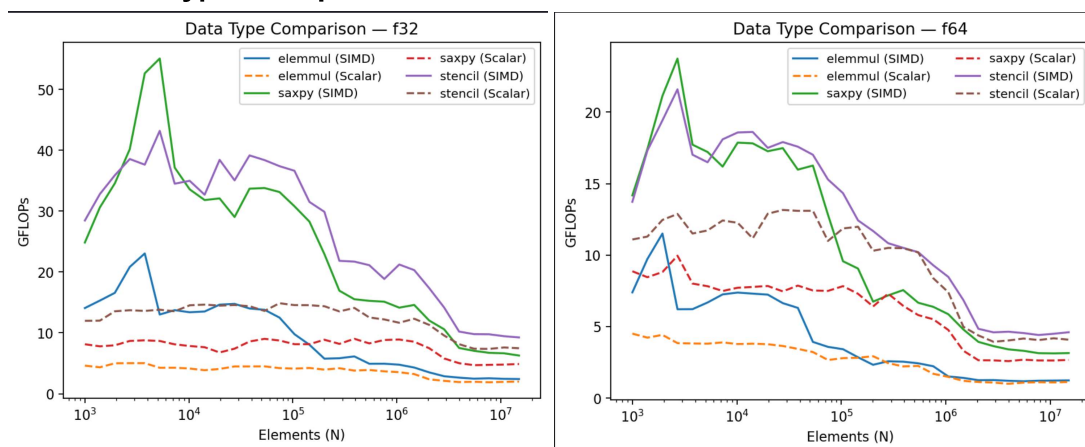 Data Type Comparison — f32
elemmul (SIMD)
elemmul (Scalar)
saxpy (SIMD)
saxpy (Scalar)
stencil (SIMD)
stencil (Scalar)
GFLOPs
50
40
30
20
10
0
10³
10⁴
10⁵
10⁶
10⁷
Elements (N)
Data Type Comparison — f64
elemmul (SIMD)
elemmul (Scalar)
saxpy (SIMD)
saxpy (Scalar)
stencil (SIMD)
stencil (Scalar)
GFLOPs
20
15
10
5
0
10³
10⁴
10⁵
10⁶
10⁷
Elements (N)